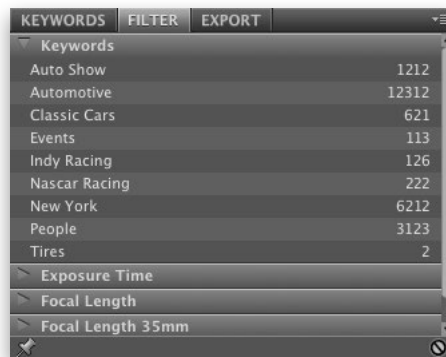 KEYWORDS FILTER EXPORT
Keywords
Auto Show 1212
Automotive 12312
Classic Cars 621
Events 113
Indy Racing 126
Nascar Racing 222
New York 6212
People 3123
Tires 2
Exposure Time
Focal Length
Focal Length 35mm